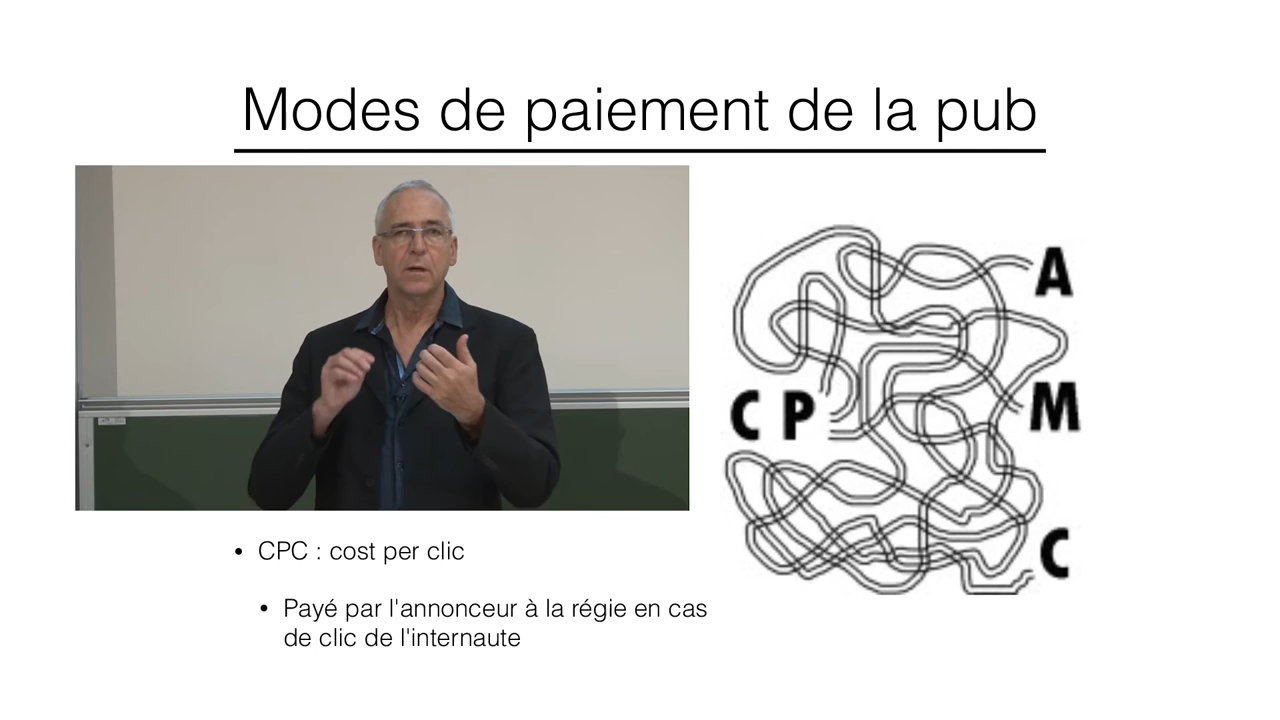 Modes de paiement de la pub
A
C P
M
C
• CPC : cost per clic
• Payé par l'annonceur à la régie en cas
de clic de l'internaute